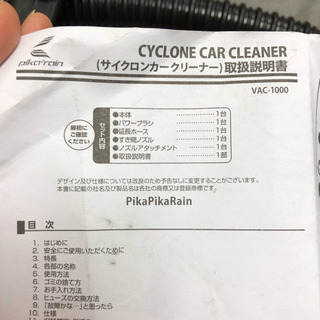 pika²rain
CYCLONE CAR CLEANER
(サイクロンカークリーナー) 取扱説明書
VAC-1000
最初に
ご確認
ください
セット内容
●本体 1台
●パワーブラシ 1台
●延長ホース 1台
●すき間ノズル 1台
●ノズルアタッチメント 1台
●取扱説明書 1部
デザイン及び仕様については改良のため予告なしに変更することがございます。
本書に記載の社名及び製品名は各社の商標又は登録商標です。
PikaPikaRain
目 次
1. はじめに
2. 安全にご使用いただくために
3. 特長
4. 各部の名称
5. 使用方法
6. ゴミの捨て方
7. お手入れ方法
8. ヒューズの交換方法
9. 「故障かな…」と思ったら
10. 仕様